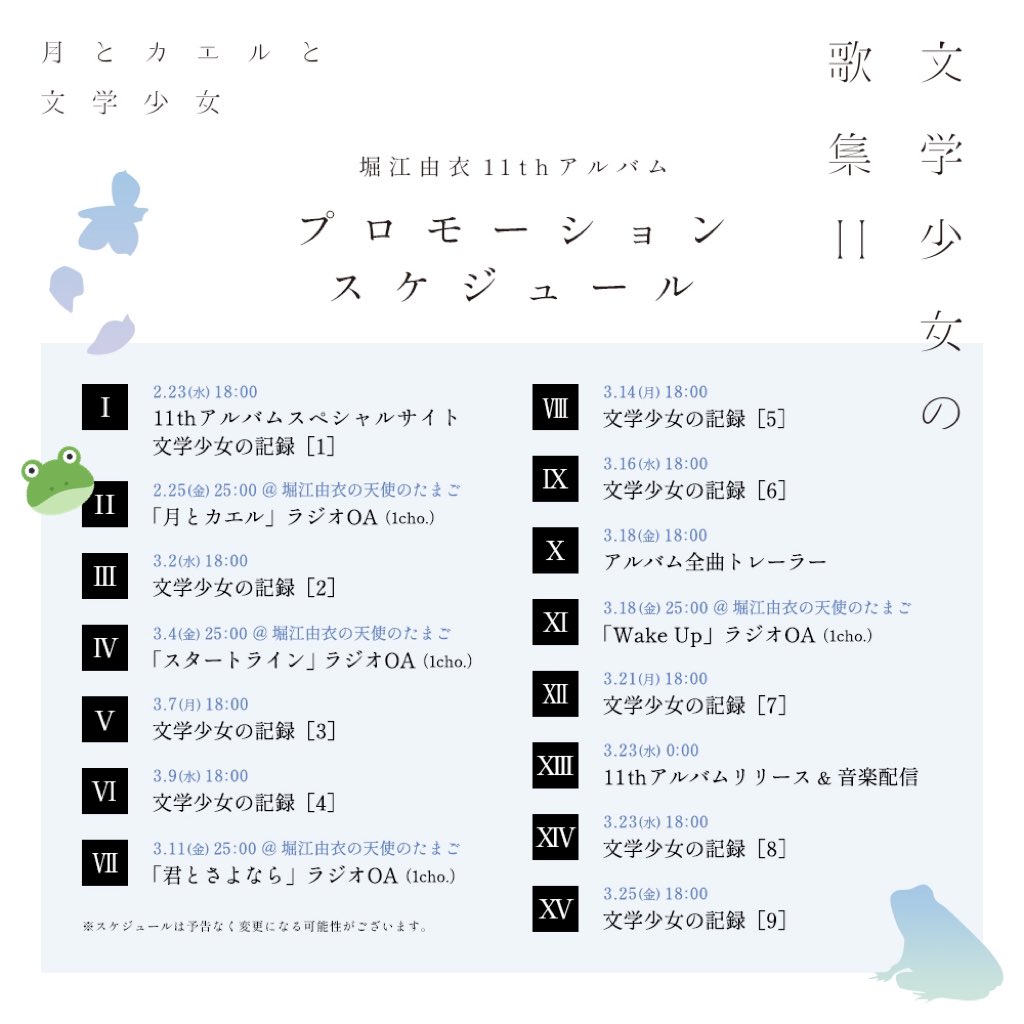 月とカエルと
文学少女
文学少女の
歌集II
堀江由衣11thアルバム
プロモーション
スケジュール
I
2.23(水) 18:00
11thアルバムスペシャルサイト
文学少女の記録［1］
II
2.25(金) 25:00 @ 堀江由衣の天使のたまご
「月とカエル」ラジオOA (1cho.)
III
3.2(水) 18:00
文学少女の記録［2］
IV
3.4(金) 25:00 @ 堀江由衣の天使のたまご
「スタートライン」ラジオOA (1cho.)
V
3.7(月) 18:00
文学少女の記録［3］
VI
3.9(水) 18:00
文学少女の記録［4］
VII
3.11(金) 25:00 @ 堀江由衣の天使のたまご
「君とさよなら」ラジオOA (1cho.)
※スケジュールは予告なく変更になる可能性がございます。
VIII
3.14(月) 18:00
文学少女の記録［5］
IX
3.16(水) 18:00
文学少女の記録［6］
X
3.18(金) 18:00
アルバム全曲トレーラー
XI
3.18(金) 25:00 @ 堀江由衣の天使のたまご
「Wake Up」ラジオOA (1cho.)
XII
3.21(月) 18:00
文学少女の記録［7］
XIII
3.23(水) 0:00
11thアルバムリリース & 音楽配信
XIV
3.23(水) 18:00
文学少女の記録［8］
XV
3.25(金) 18:00
文学少女の記録［9］